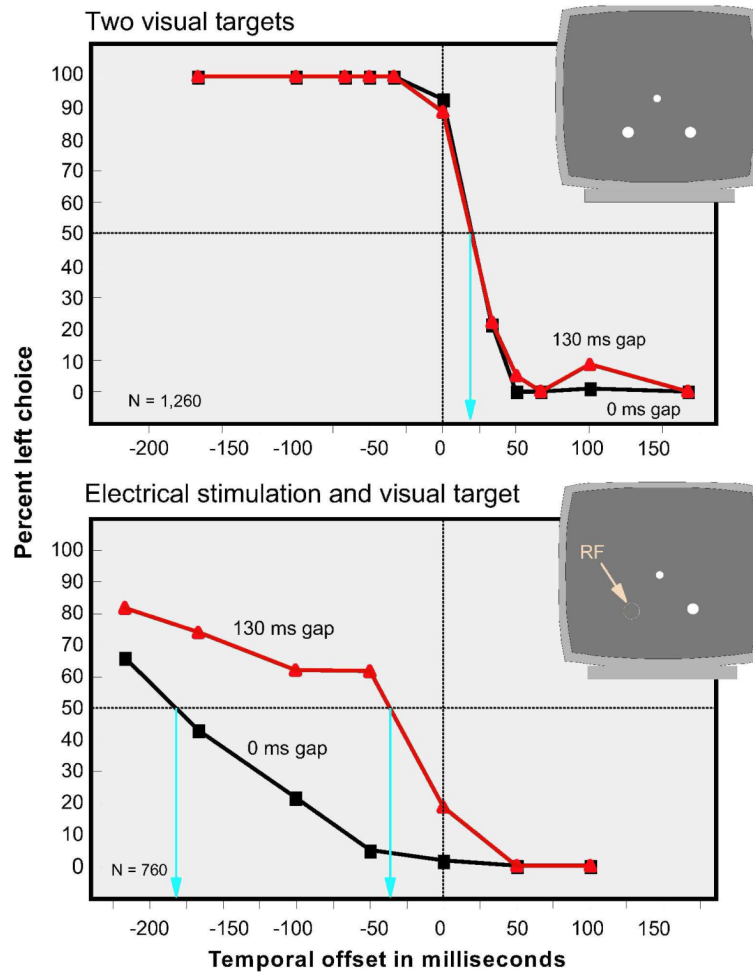 Two visual targets
100
90
80
70
60
50
40
30
20
10
0
130 ms gap
0 ms gap
N = 1,260
-200 -150 -100 -50 0 50 100 150
Percent left choice
Electrical stimulation and visual target
RF
100
90
80
70
60
50
40
30
20
10
0
130 ms gap
0 ms gap
N = 760
-200 -150 -100 -50 0 50 100 150
Temporal offset in milliseconds